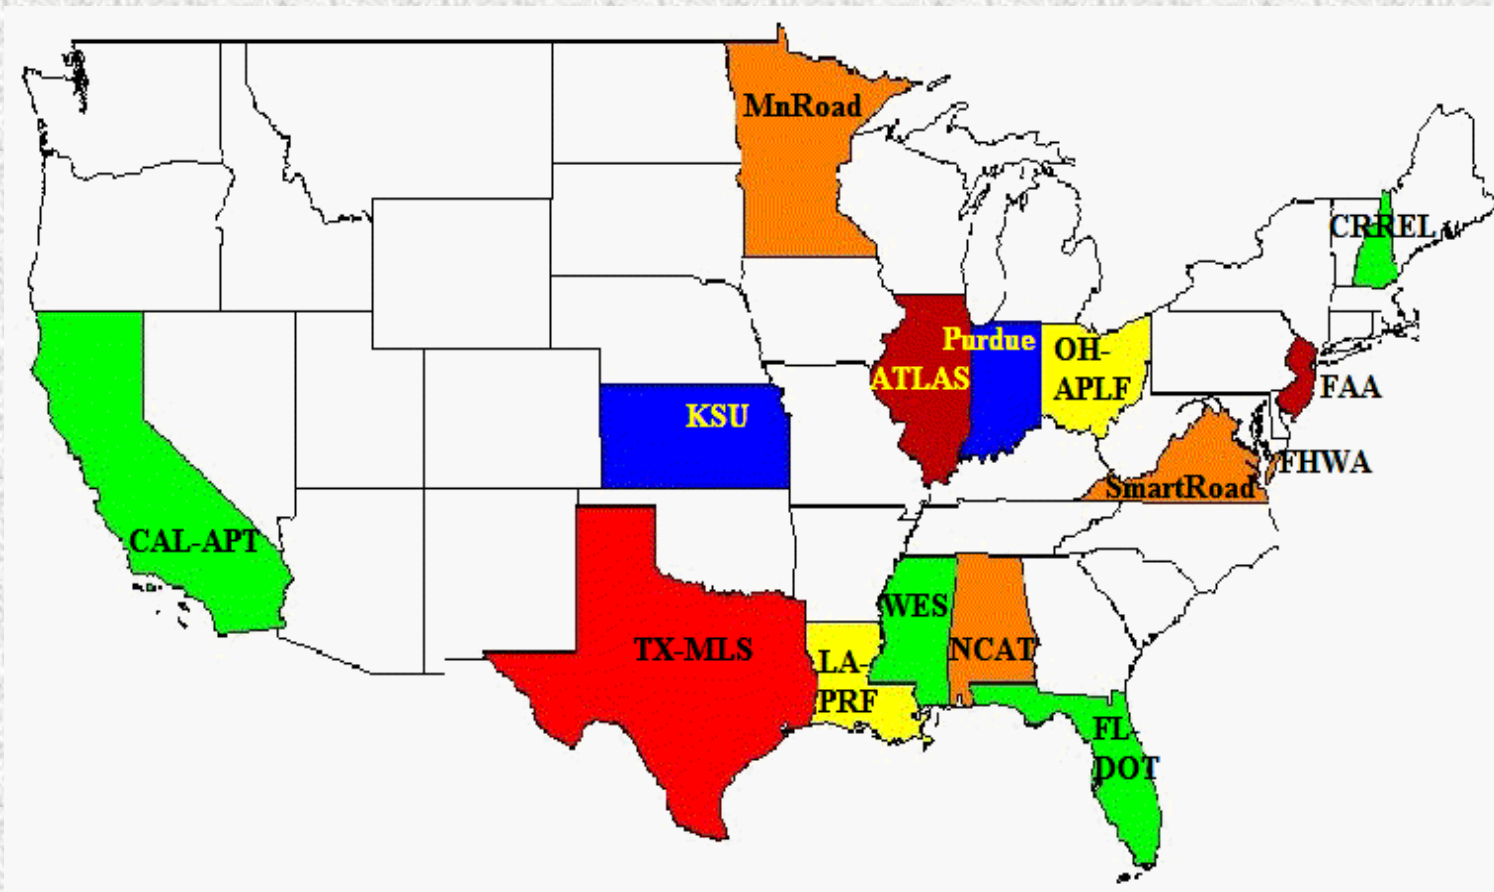 MnRoad
CRREL
Purdue
OH-
APLF
ATLAS
FAA
KSU
FHWA
SmartRoad
CAL-APT
WES
TX-MLS
NCAT
LA-
PRF
FL-
DOT